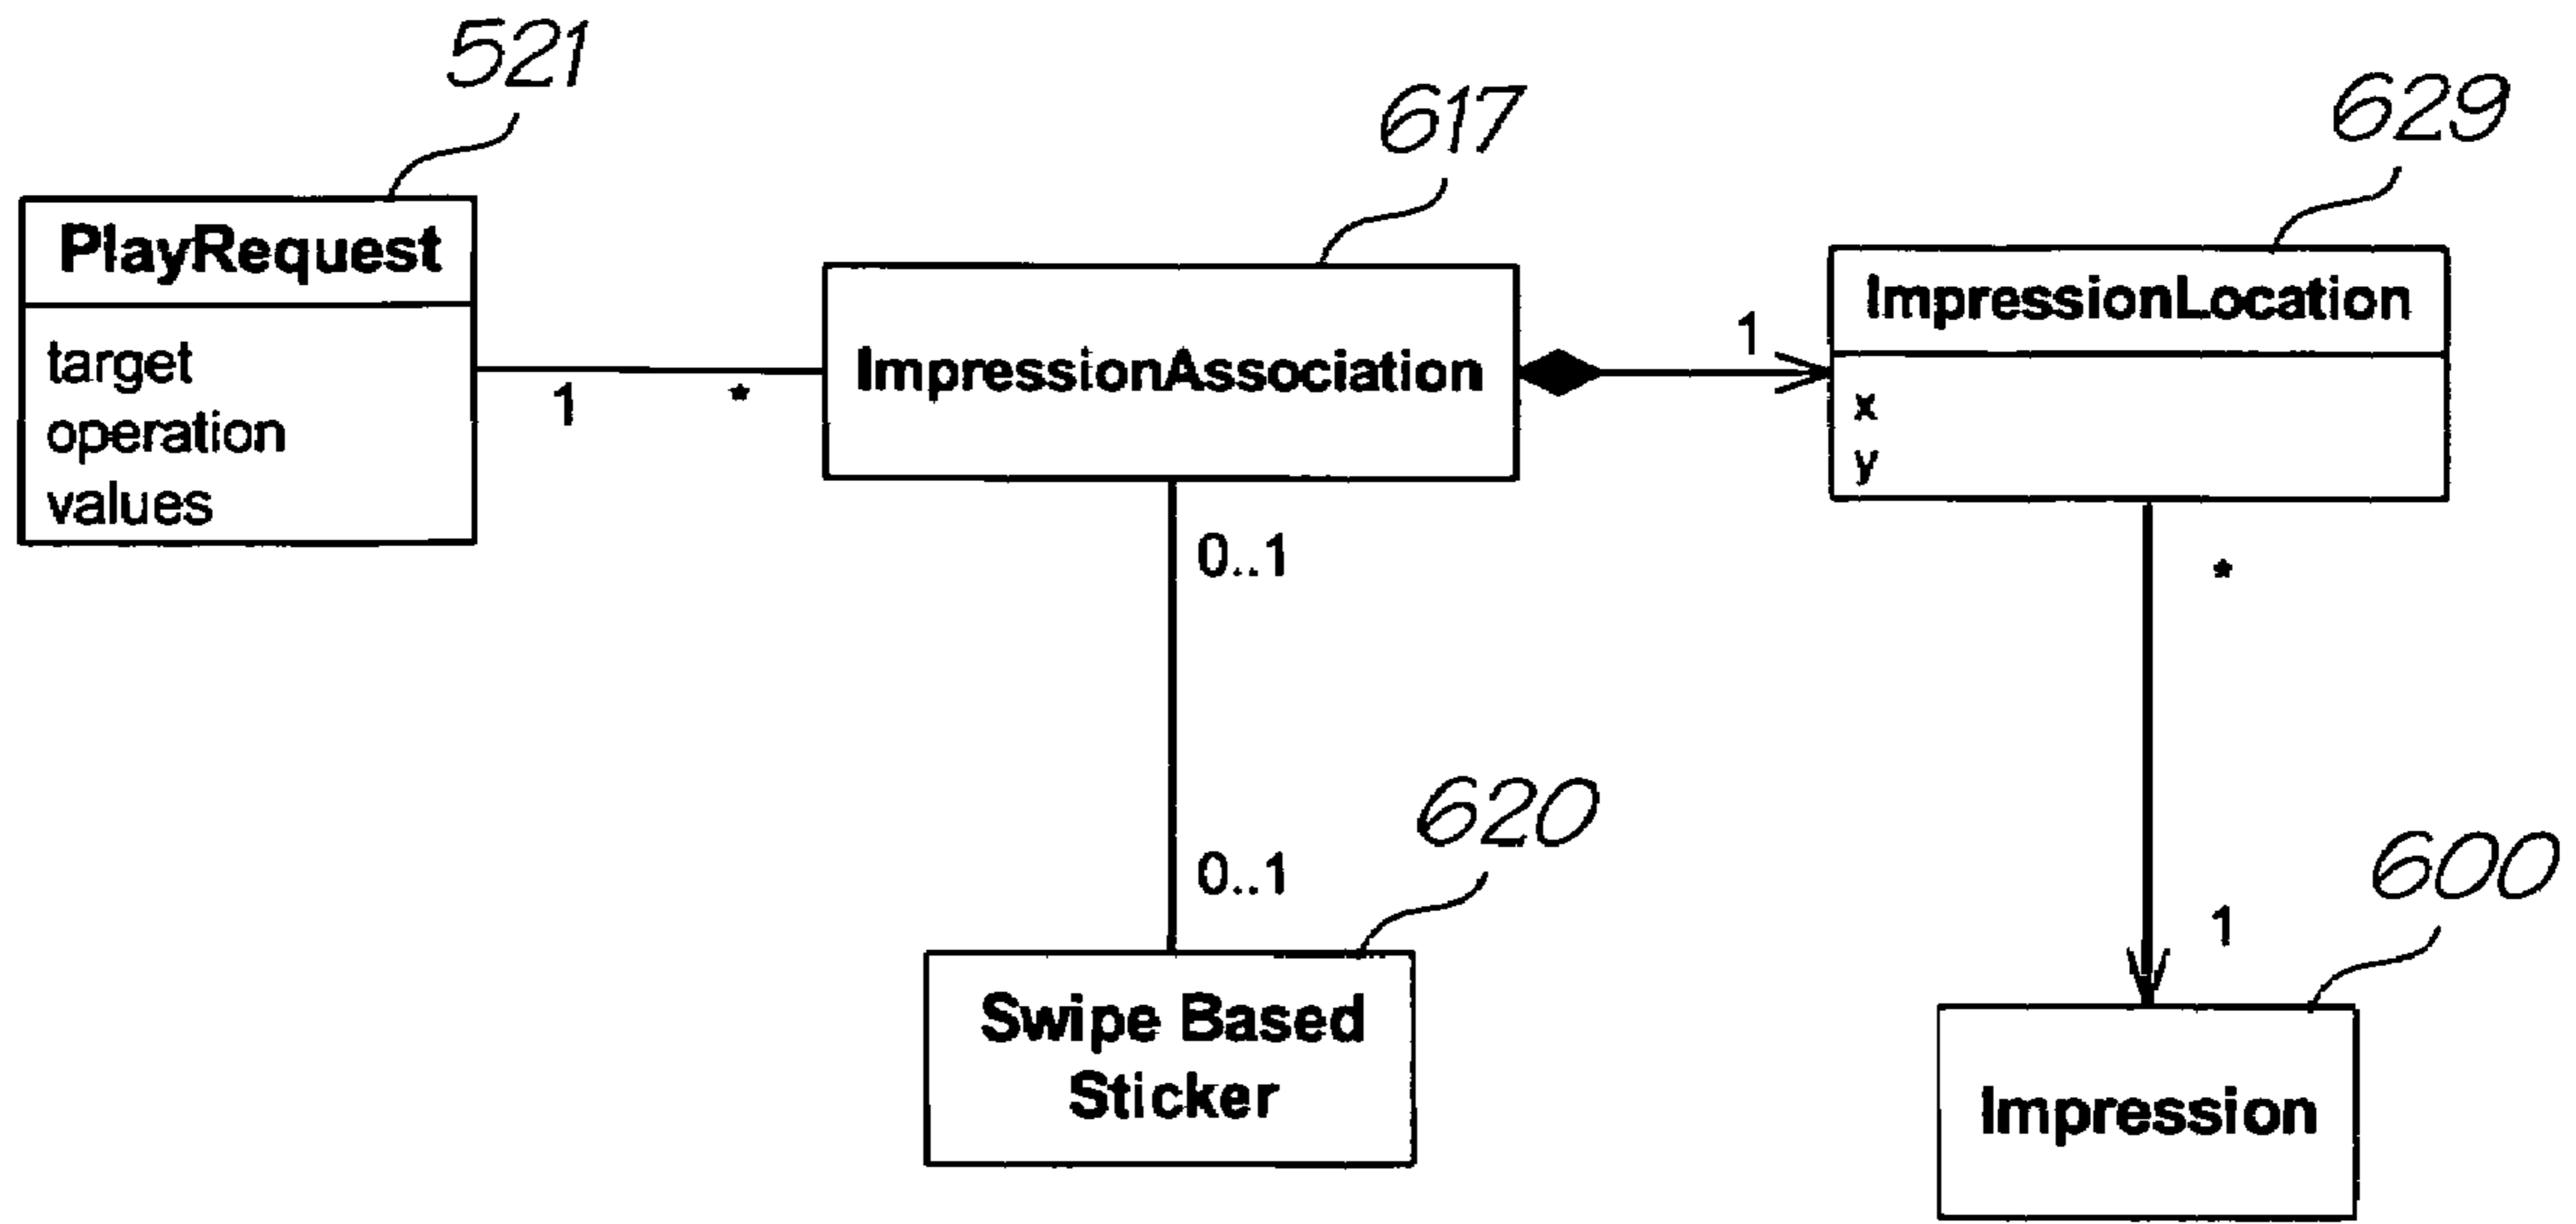 521
617
629
PlayRequest
target
operation
values
1
*
ImpressionAssociation
1
ImpressionLocation
x
y
0..1
*
0..1
620
1
600
Swipe Based
Sticker
Impression